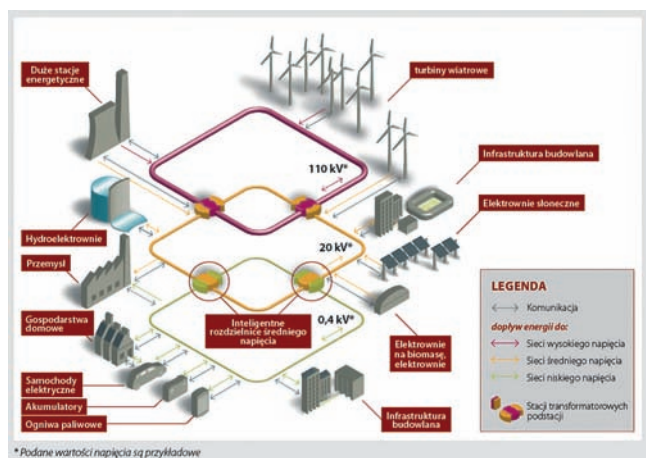 Duże stacje
energetyczne
turbiny wiatrowe
110 kV*
Infrastruktura budowlana
Elektrownie słoneczne
Hydroelektrownie
20 kV*
Przemysł
LEGENDA
Komunikacja
dopływ energii do:
Sieci wysokiego napięcia
Sieci średniego napięcia
Sieci niskiego napięcia
Stacji transformatorowych
podstacji
Inteligentne
rozdzielnice średniego
napięcia
0,4 kV*
Gospodarstwa
domowe
Elektrownie
na biomasę,
elektrownie
Samochody
elektryczne
Akumulatory
Ogniwa paliwowe
Infrastruktura
budowlana
* Podane wartości napięcia są przykładowe